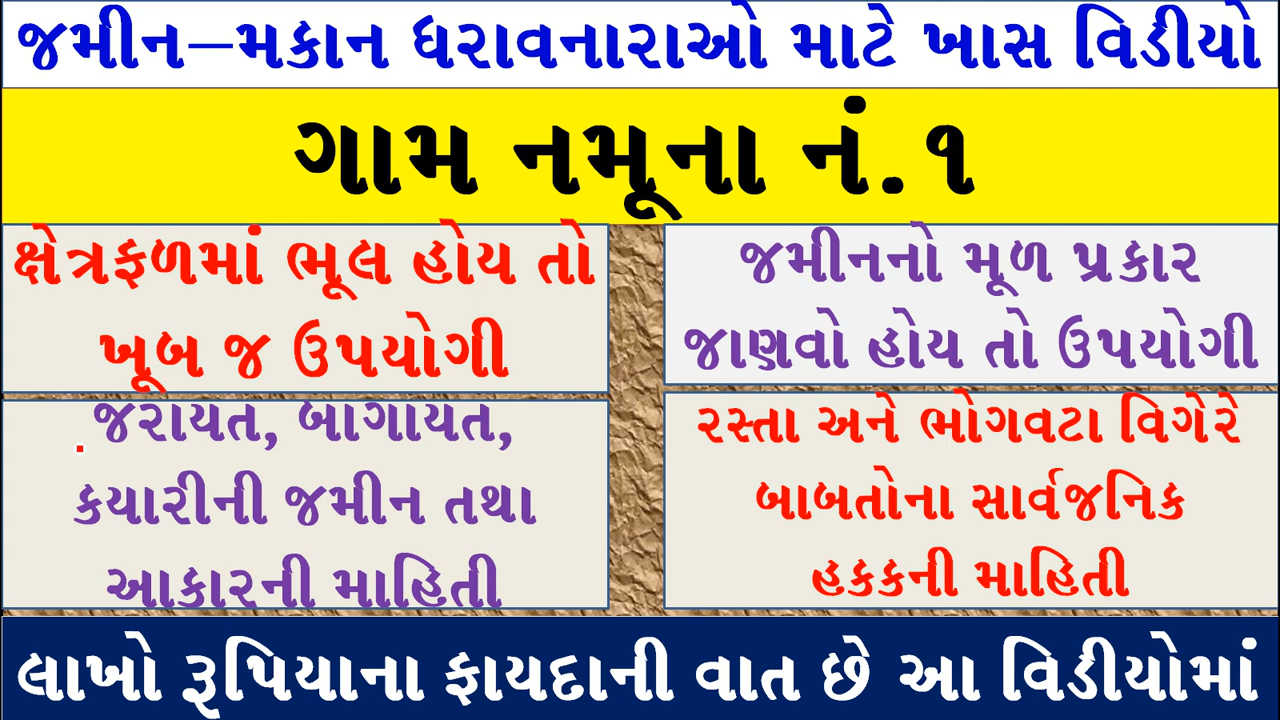 જમીન–મકાન ધરાવનારાઓ માટે ખાસ વિડીયો
ગામ નમૂના નં.૧
ક્ષેત્રફળમાં ભૂલ હોય તો
ખૂબ જ ઉપયોગી
જમીનનો મૂળ પ્રકાર
જાણવો હોય તો ઉપયોગી
જરાયત, બાગાયત,
કયારીની જમીન તથા
આકારની માહિતી
રસ્તા અને ભોગવટા વિગેરે
બાબતોના સાર્વજનિક
હકકની માહિતી
લાખો રૂપિયાના ફાયદાની વાત છે આ વિડીયોમાં